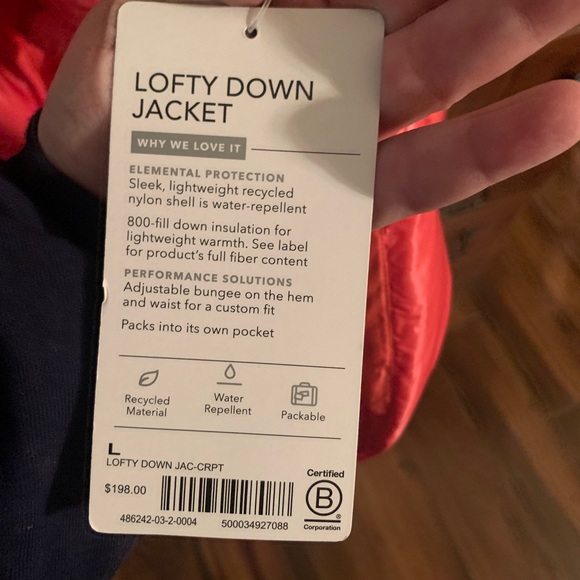 LOFTY DOWN
JACKET
WHY WE LOVE IT
ELEMENTAL PROTECTION
Sleek, lightweight recycled
nylon shell is water-repellent
800-fill down insulation for
lightweight warmth. See label
for product's full fiber content
PERFORMANCE SOLUTIONS
Adjustable bungee on the hem
and waist for a custom fit
Packs into its own pocket
Recycled
Material
Water
Repellent
Packable
L
LOFTY DOWN JAC-CRPT
$198.00
486242-03-2-0004 500034927088
Certified
B
®
Corporation